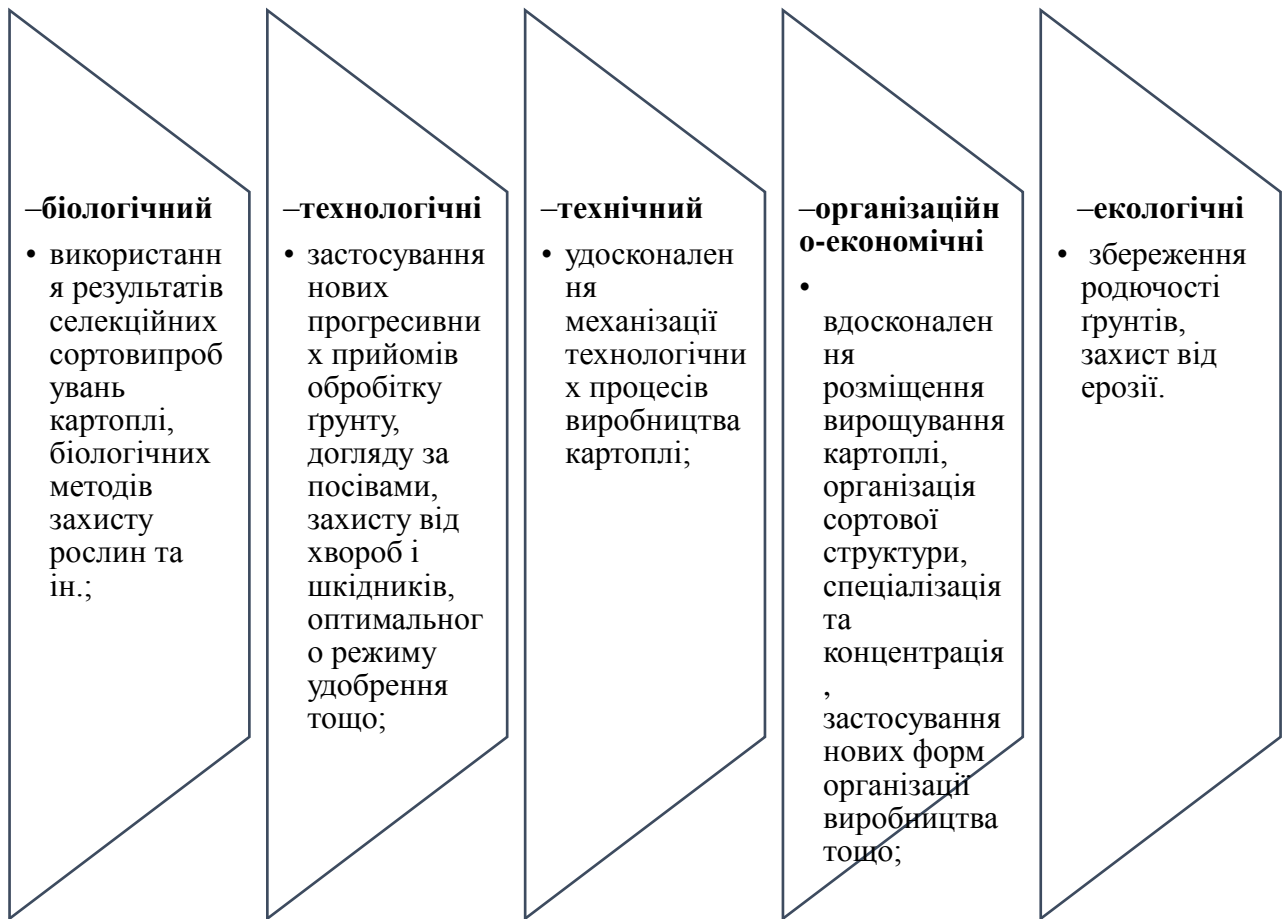 –біологічний
• використанн
я результатів
селекційних
сортовипроб
увань
картоплі,
біологічних
методів
захисту
рослин та
ін.;
–технологічні
• застосування
нових
прогресивни
х прийомів
обробітку
ґрунту,
догляду за
посівами,
захисту від
хвороб і
шкідників,
оптимальног
о режиму
удобрення
тощо;
–технічний
• удосконален
ня
механізації
технологічни
х процесів
виробництва
картоплі;
–організаційн
о-економічні
•
вдосконален
ня
розміщення
вирощування
картоплі,
організація
сортової
структури,
спеціалізація
та
концентрація
,
застосування
нових форм
організації
виробництва
тощо;
–екологічні
• збереження
родючості
ґрунтів,
захист від
ерозії.